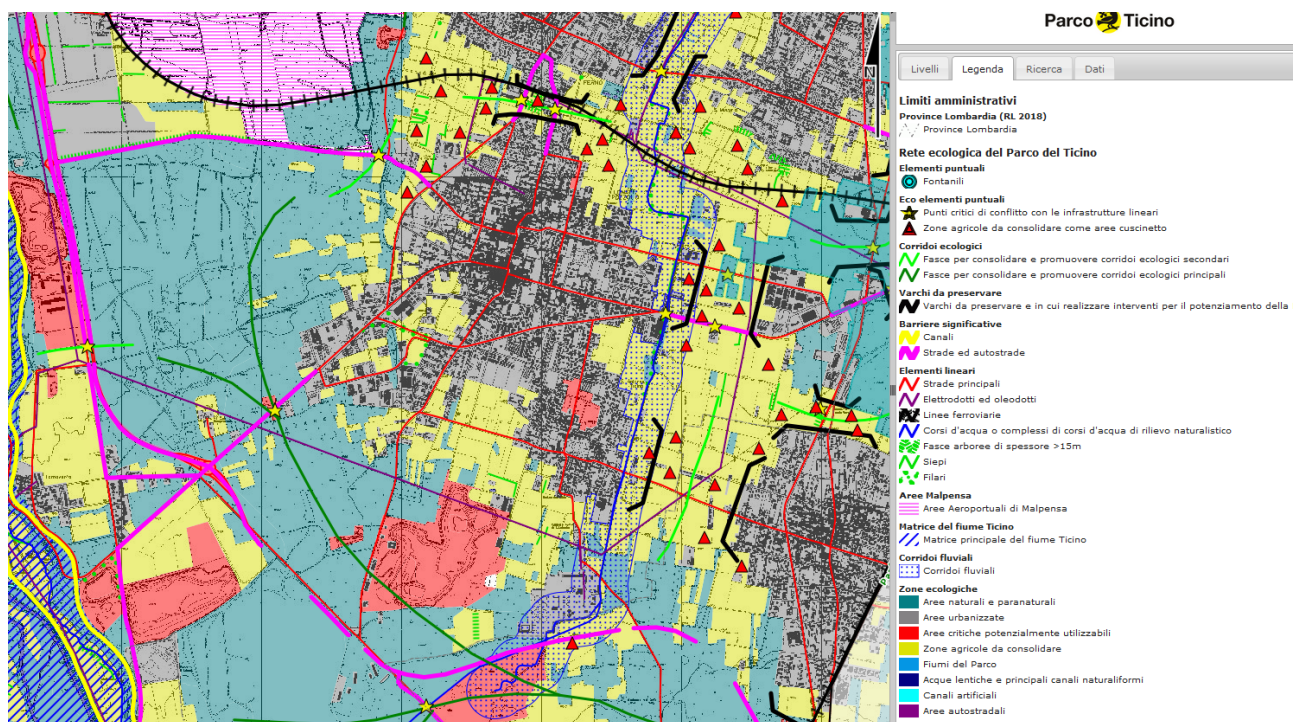 Parco Ticino
Livelli Legenda Ricerca Dati
Limiti amministrativi
Province Lombardia (RL 2018)
Province Lombardia
Rete ecologica del Parco del Ticino
Elementi puntuali
Fontanili
Eco elementi puntuali
Punti critici di conflitto con le infrastrutture lineari
Zone agricole da consolidare come aree cuscinetto
Corridoi ecologici
Fasce per consolidare e promuovere corridoi ecologici secondari
Fasce per consolidare e promuovere corridoi ecologici principali
Varchi da preservare
Varchi da preservare e in cui realizzare interventi per il potenziamento della
Barriere significative
Canali
Strade ed autostrade
Elementi lineari
Strade principali
Elettrodotti ed oleodotti
Linee ferroviarie
Corsi d'acqua o complessi di corsi d'acqua di rilievo naturalistico
Fasce arboree di spessore >15m
Siepi
Filari
Aree Malpensa
Aree Aeroportuali di Malpensa
Matrice del fiume Ticino
Matrice principale del fiume Ticino
Corridoi fluviali
Corridoi fluviali
Zone ecologiche
Aree naturali e paranaturali
Aree urbanizzate
Aree critiche potenzialmente utilizzabili
Zone agricole da consolidare
Fiumi del Parco
Acque lentiche e principali canali naturaliformi
Canali artificiali
Aree autostradali